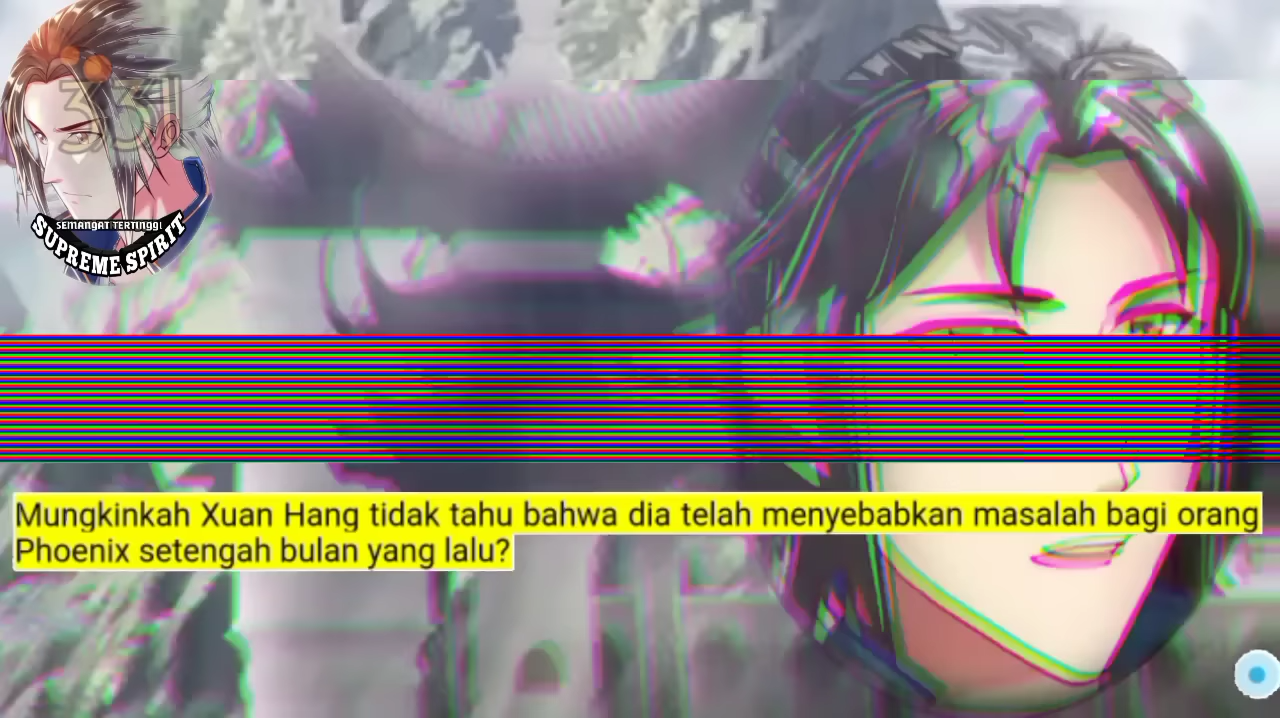 SEMANGAT TERTINGGI
SUPREME SPIRIT
Mungkinkah Xuan Hang tidak tahu bahwa dia telah menyebabkan masalah bagi orang
Phoenix setengah bulan yang lalu?